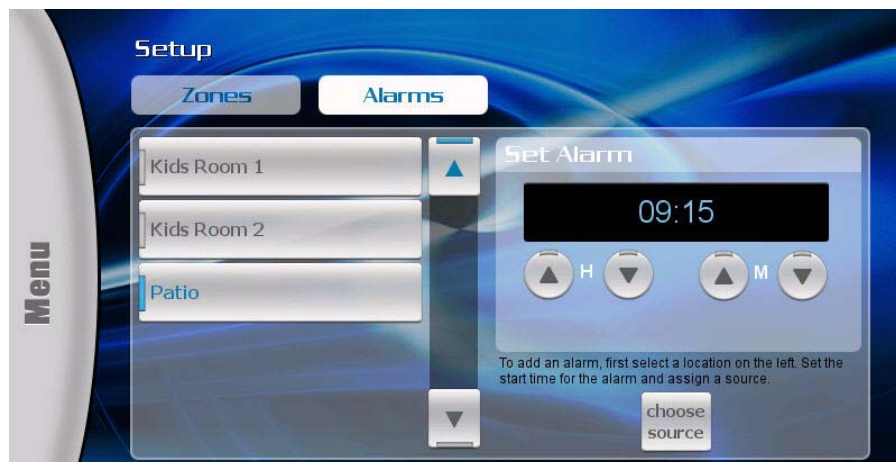 Setup
Zones
Alarms
Kids Room 1
Kids Room 2
Patio
Set Alarm
09:15
H
M
To add an alarm, first select a location on the left. Set the
start time for the alarm and assign a source.
choose
source
Menu